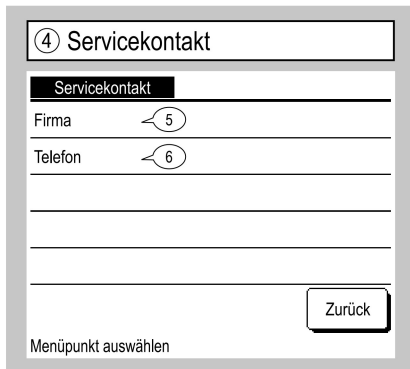 ④ Servicekontakt
Servicekontakt
Firma 5
Telefon 6
Zurück
Menüpunkt auswählen